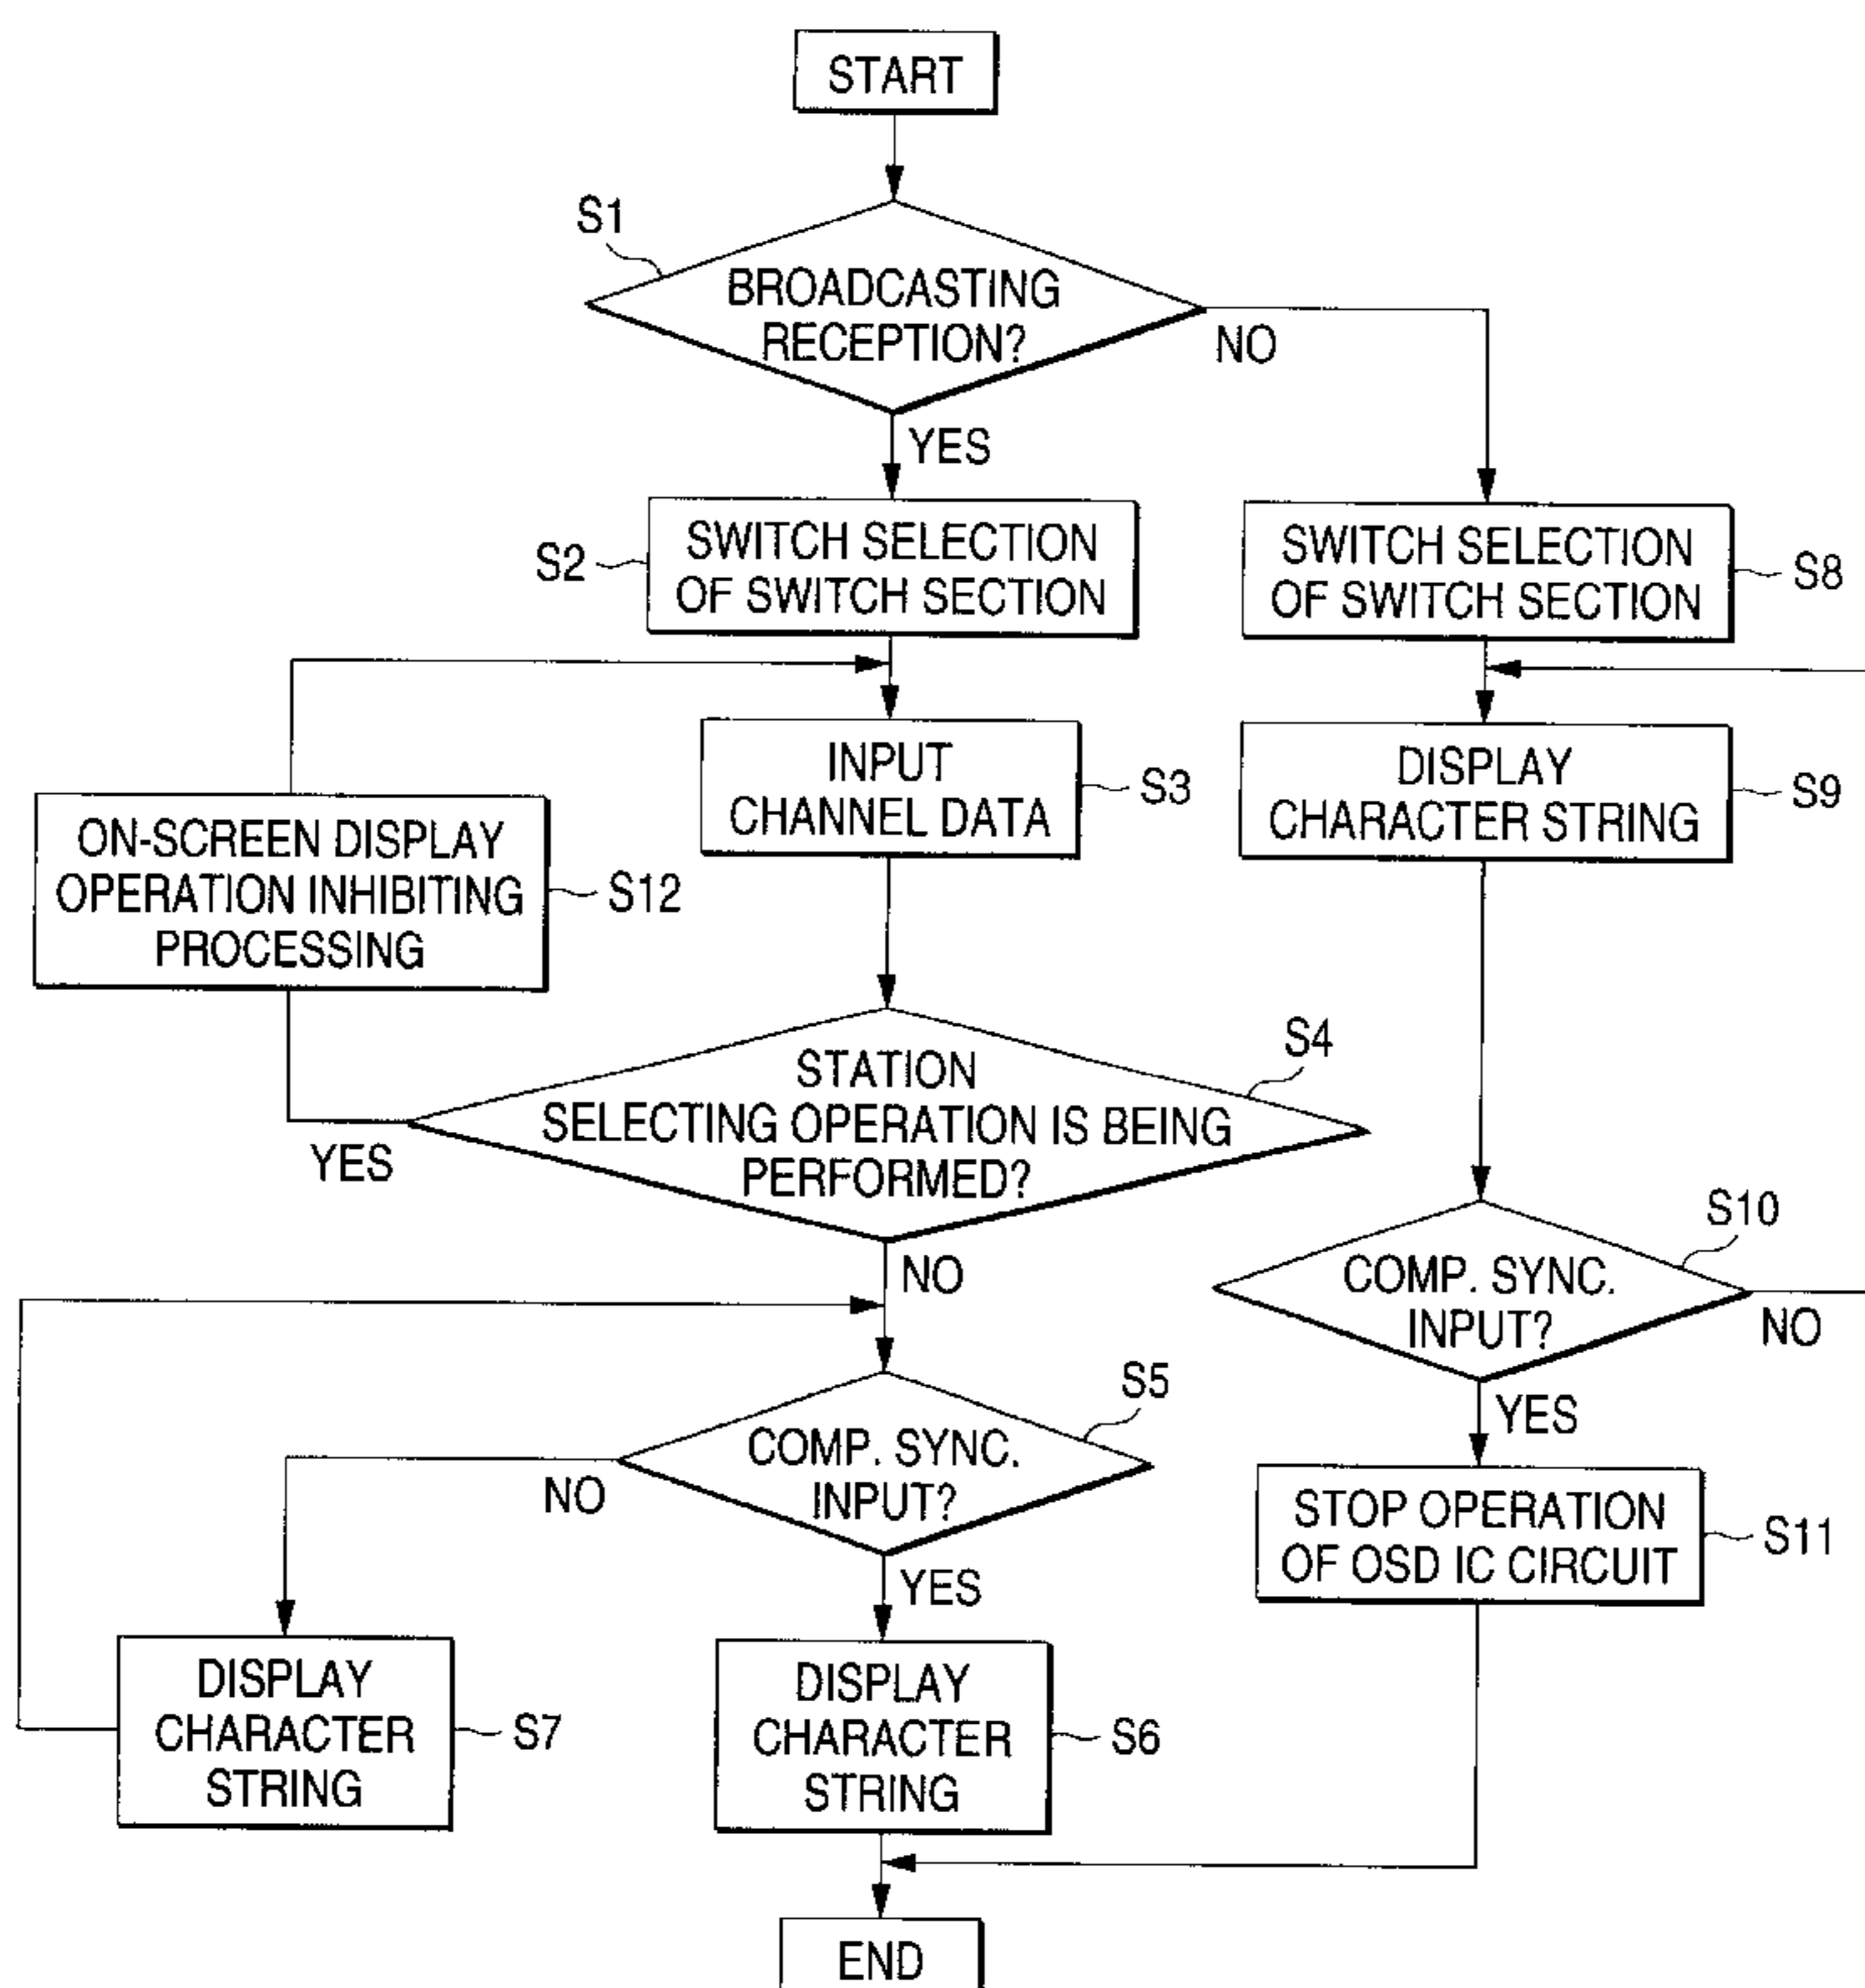 START
S1
BROADCASTING
RECEPTION?
NO
YES
S2
SWITCH SELECTION
OF SWITCH SECTION
SWITCH SELECTION
OF SWITCH SECTION
S8
INPUT
CHANNEL DATA
S3
DISPLAY
CHARACTER STRING
S9
ON-SCREEN DISPLAY
OPERATION INHIBITING
PROCESSING
S12
S4
STATION
SELECTING OPERATION IS BEING
PERFORMED?
YES
NO
S10
COMP. SYNC.
INPUT?
NO
YES
S5
COMP. SYNC.
INPUT?
NO
YES
STOP OPERATION
OF OSD IC CIRCUIT
S11
DISPLAY
CHARACTER
STRING
S7
DISPLAY
CHARACTER
STRING
S6
END